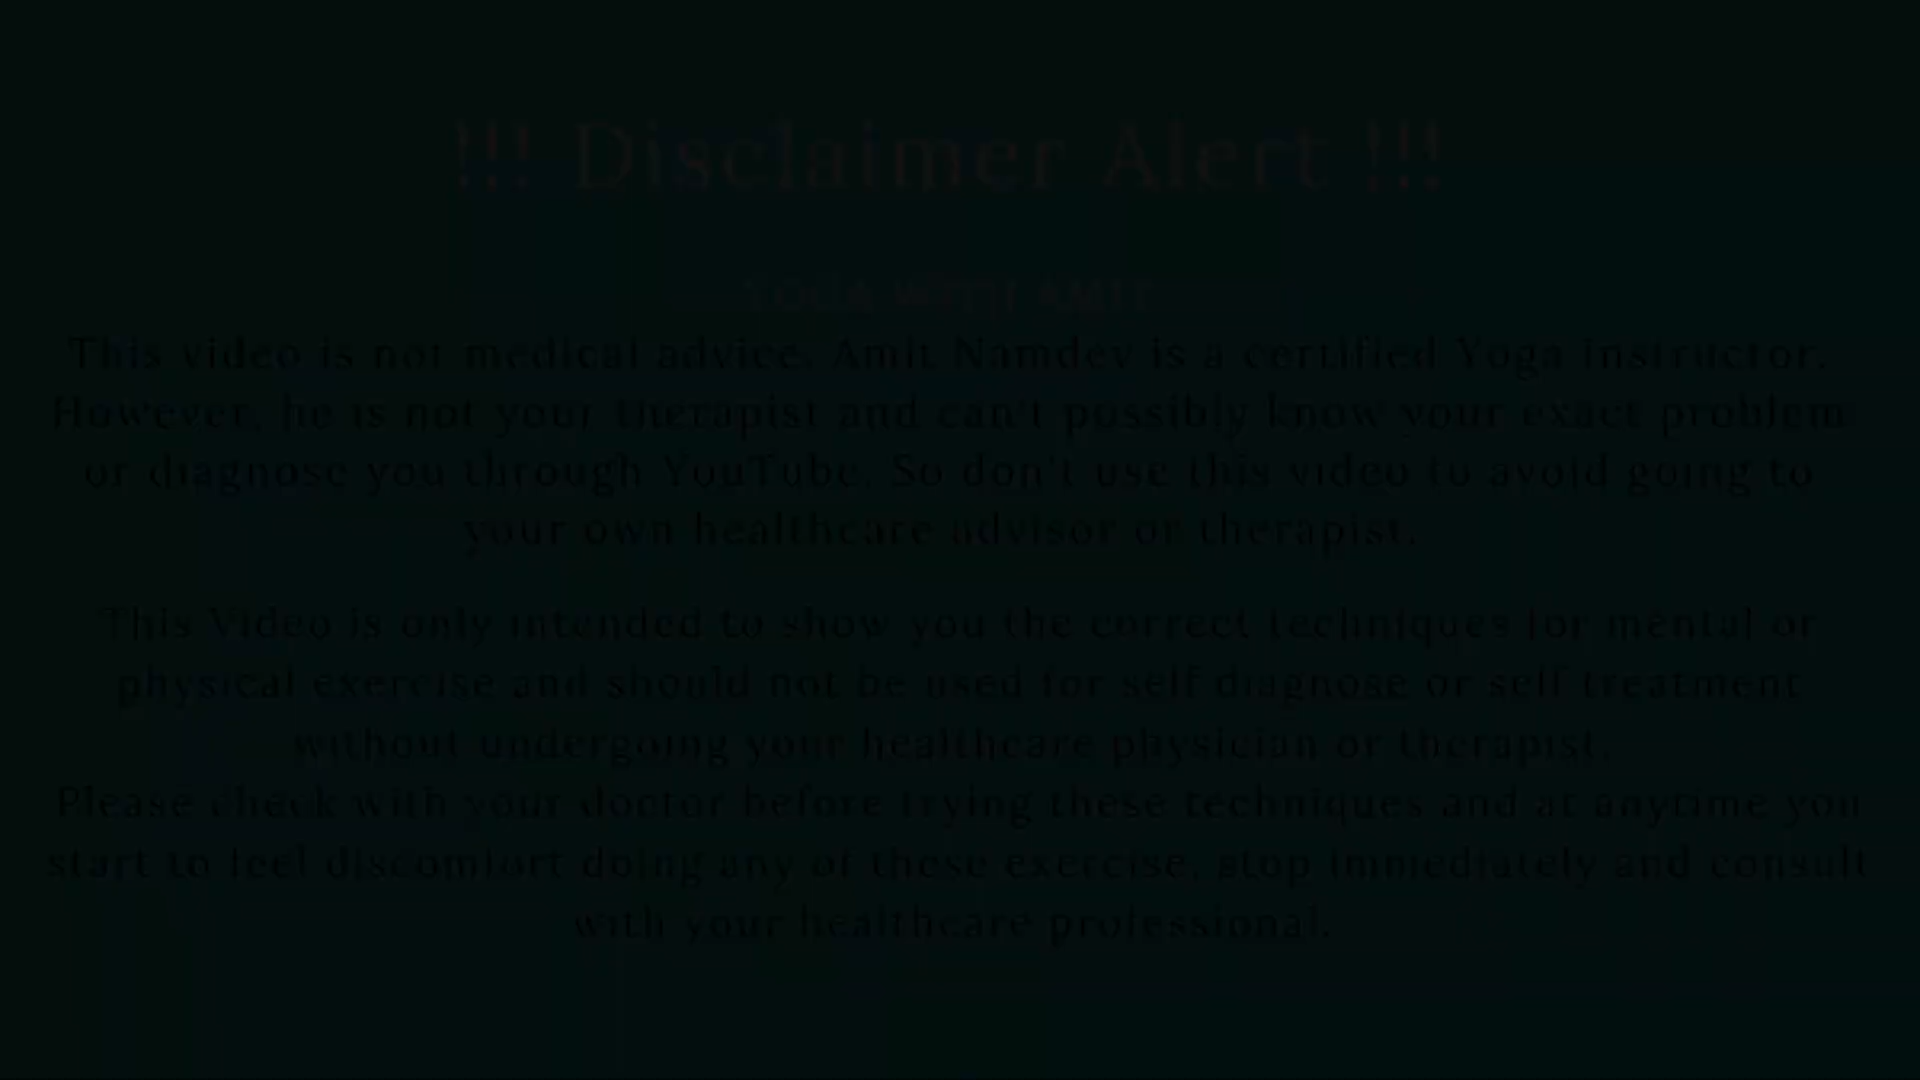 !!! Disclaimer Alert !!!
YOGA WITH AMIT
This video is not medical advice. Amit Namdev is a certified Yoga instructor.
However, he is not your therapist and can't possibly know your exact problem
or diagnose you through YouTube. So don't use this video to avoid going to
your own healthcare advisor or therapist.
This Video is only intended to show you the correct techniques for mental or
physical exercise and should not be used for self diagnose or self treatment
without undergoing your healthcare physician or therapist.
Please check with your doctor before trying these techniques and at anytime you
start to feel discomfort doing any of these exercise, stop immediately and consult
with your healthcare professional.